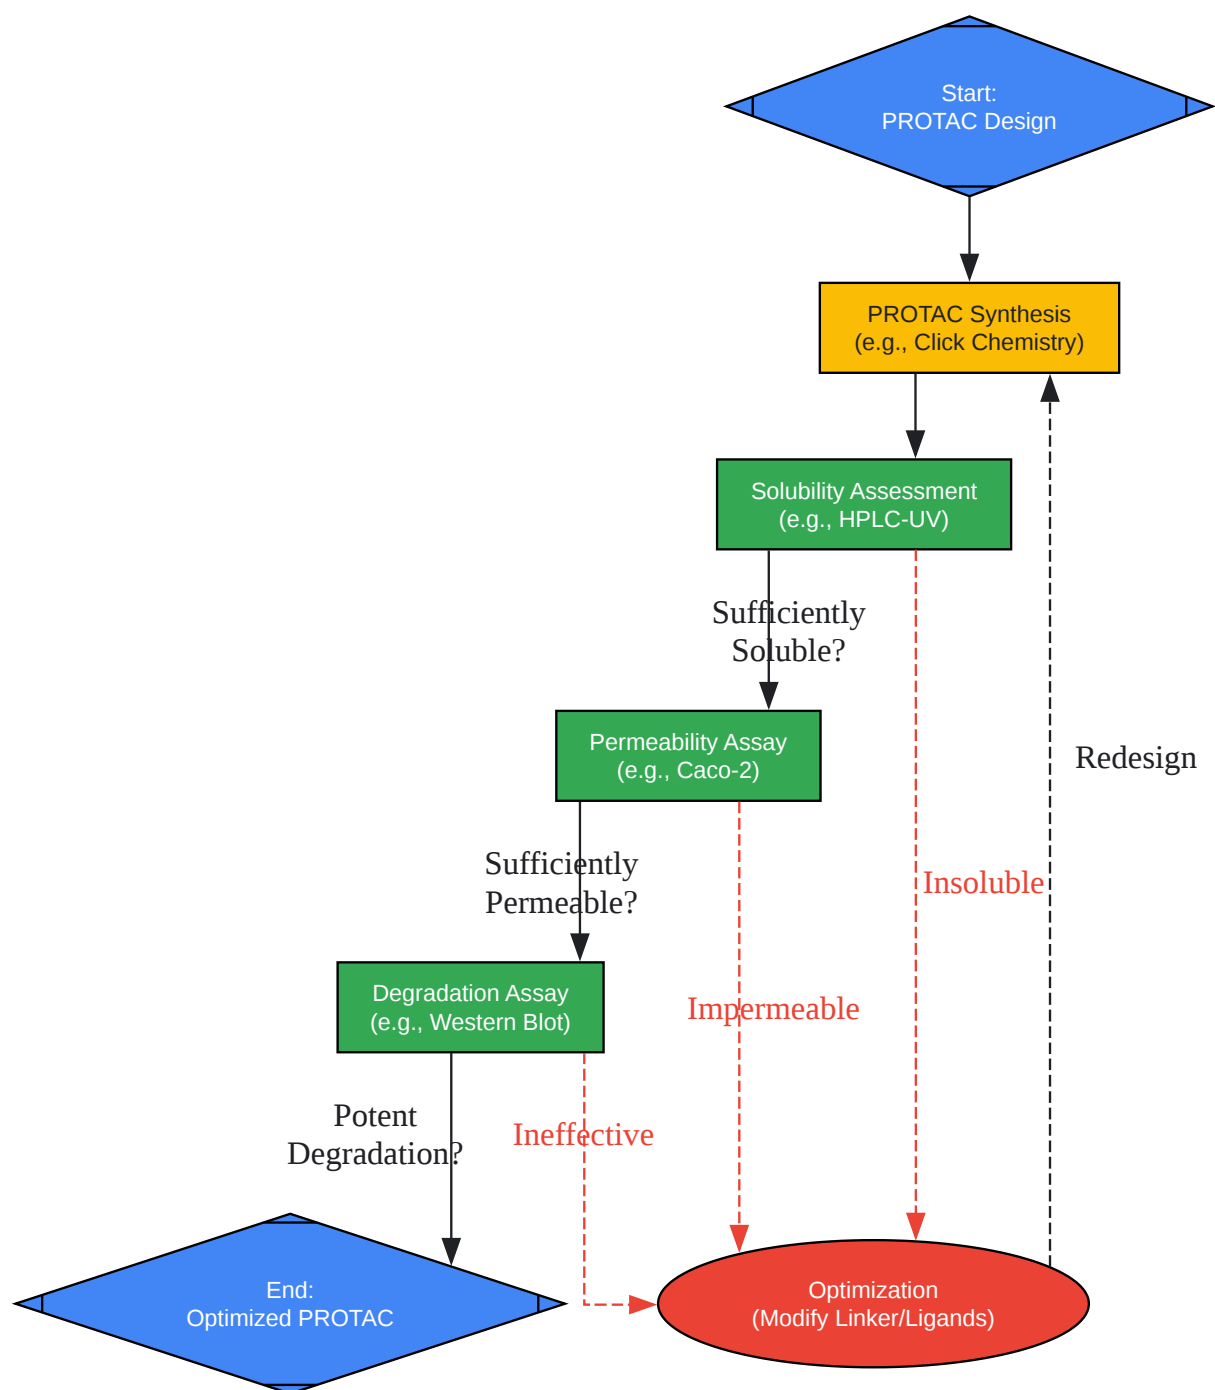 Start:
PROTAC Design
PROTAC Synthesis
(e.g., Click Chemistry)
Solubility Assessment
(e.g., HPLC-UV)
Sufficiently
Soluble?
Permeability Assay
(e.g., Caco-2)
Redesign
Sufficiently
Permeable?
Insoluble
Degradation Assay
(e.g., Western Blot)
Impermeable
Potent
Degradation?
Ineffective
End:
Optimized PROTAC
Optimization
(Modify Linker/Ligands)